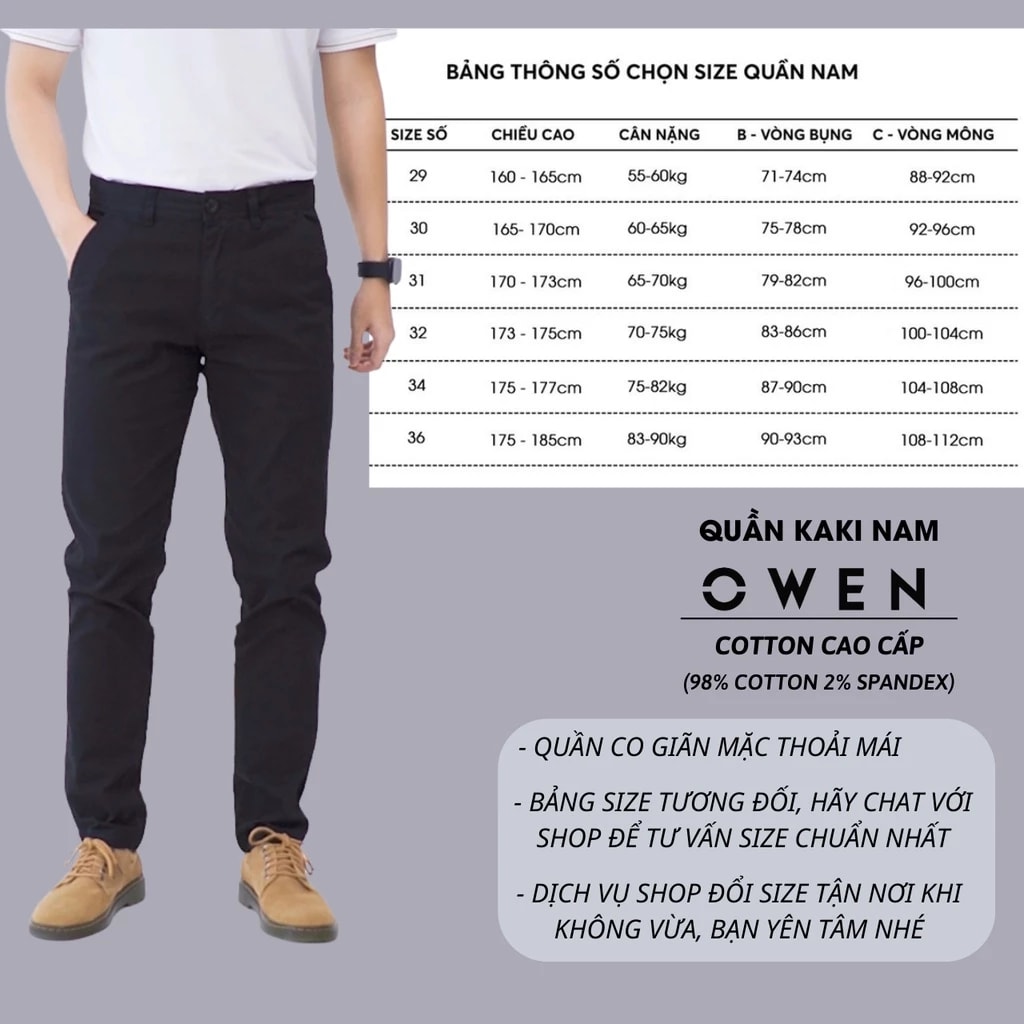 BẢNG THÔNG SỐ CHỌN SIZE QUẦN NAM
SIZE SỐ CHIỀU CAO CÂN NẶNG B - VÒNG BỤNG C - VÒNG MÔNG
29 160 - 165cm 55-60kg 71-74cm 88-92cm
30 165- 170cm 60-65kg 75-78cm 92-96cm
31 170 - 173cm 65-70kg 79-82cm 96-100cm
32 173 - 175cm 70-75kg 83-86cm 100-104cm
34 175 - 177cm 75-82kg 87-90cm 104-108cm
36 175 - 185cm 83-90kg 90-93cm 108-112cm
QUẦN KAKI NAM
OWEN
COTTON CAO CẤP
(98% COTTON 2% SPANDEX)
- QUẦN CO GIÃN MẶC THOẢI MÁI
- BẢNG SIZE TƯƠNG ĐỐI, HÃY CHAT VỚI
SHOP ĐỂ TƯ VẤN SIZE CHUẨN NHẤT
- DỊCH VỤ SHOP ĐỔI SIZE TẬN NƠI KHI
KHÔNG VỪA, BẠN YÊN TÂM NHÉ